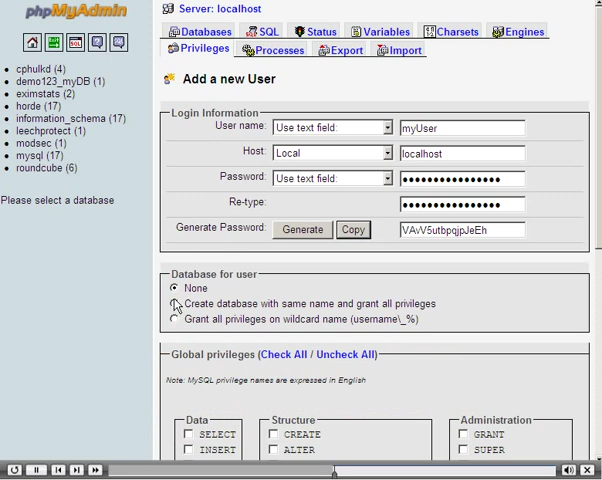 phpMyAdmin
cphulkd (4)
demo123_myDB (1)
eximstats (2)
horde (17)
information_schema (17)
leechprotect (1)
modsec (1)
mysql (17)
roundcube (6)
Please select a database
Server: localhost
Databases SQL Status Variables Charsets Engines
Privileges Processes Export Import
Add a new User
Login Information
User name: Use text field: myUser
Host: Local localhost
Password: Use text field: ••••••••••••••••
Re-type: ••••••••••••••••
Generate Password: Generate Copy VAvV5utbpqjpJeEh
Database for user
None
Create database with same name and grant all privileges
Grant all privileges on wildcard name (username\_%)
Global privileges (Check All / Uncheck All)
Note: MySQL privilege names are expressed in English
Data Structure Administration
SELECT CREATE GRANT
INSERT ALTER SUPER